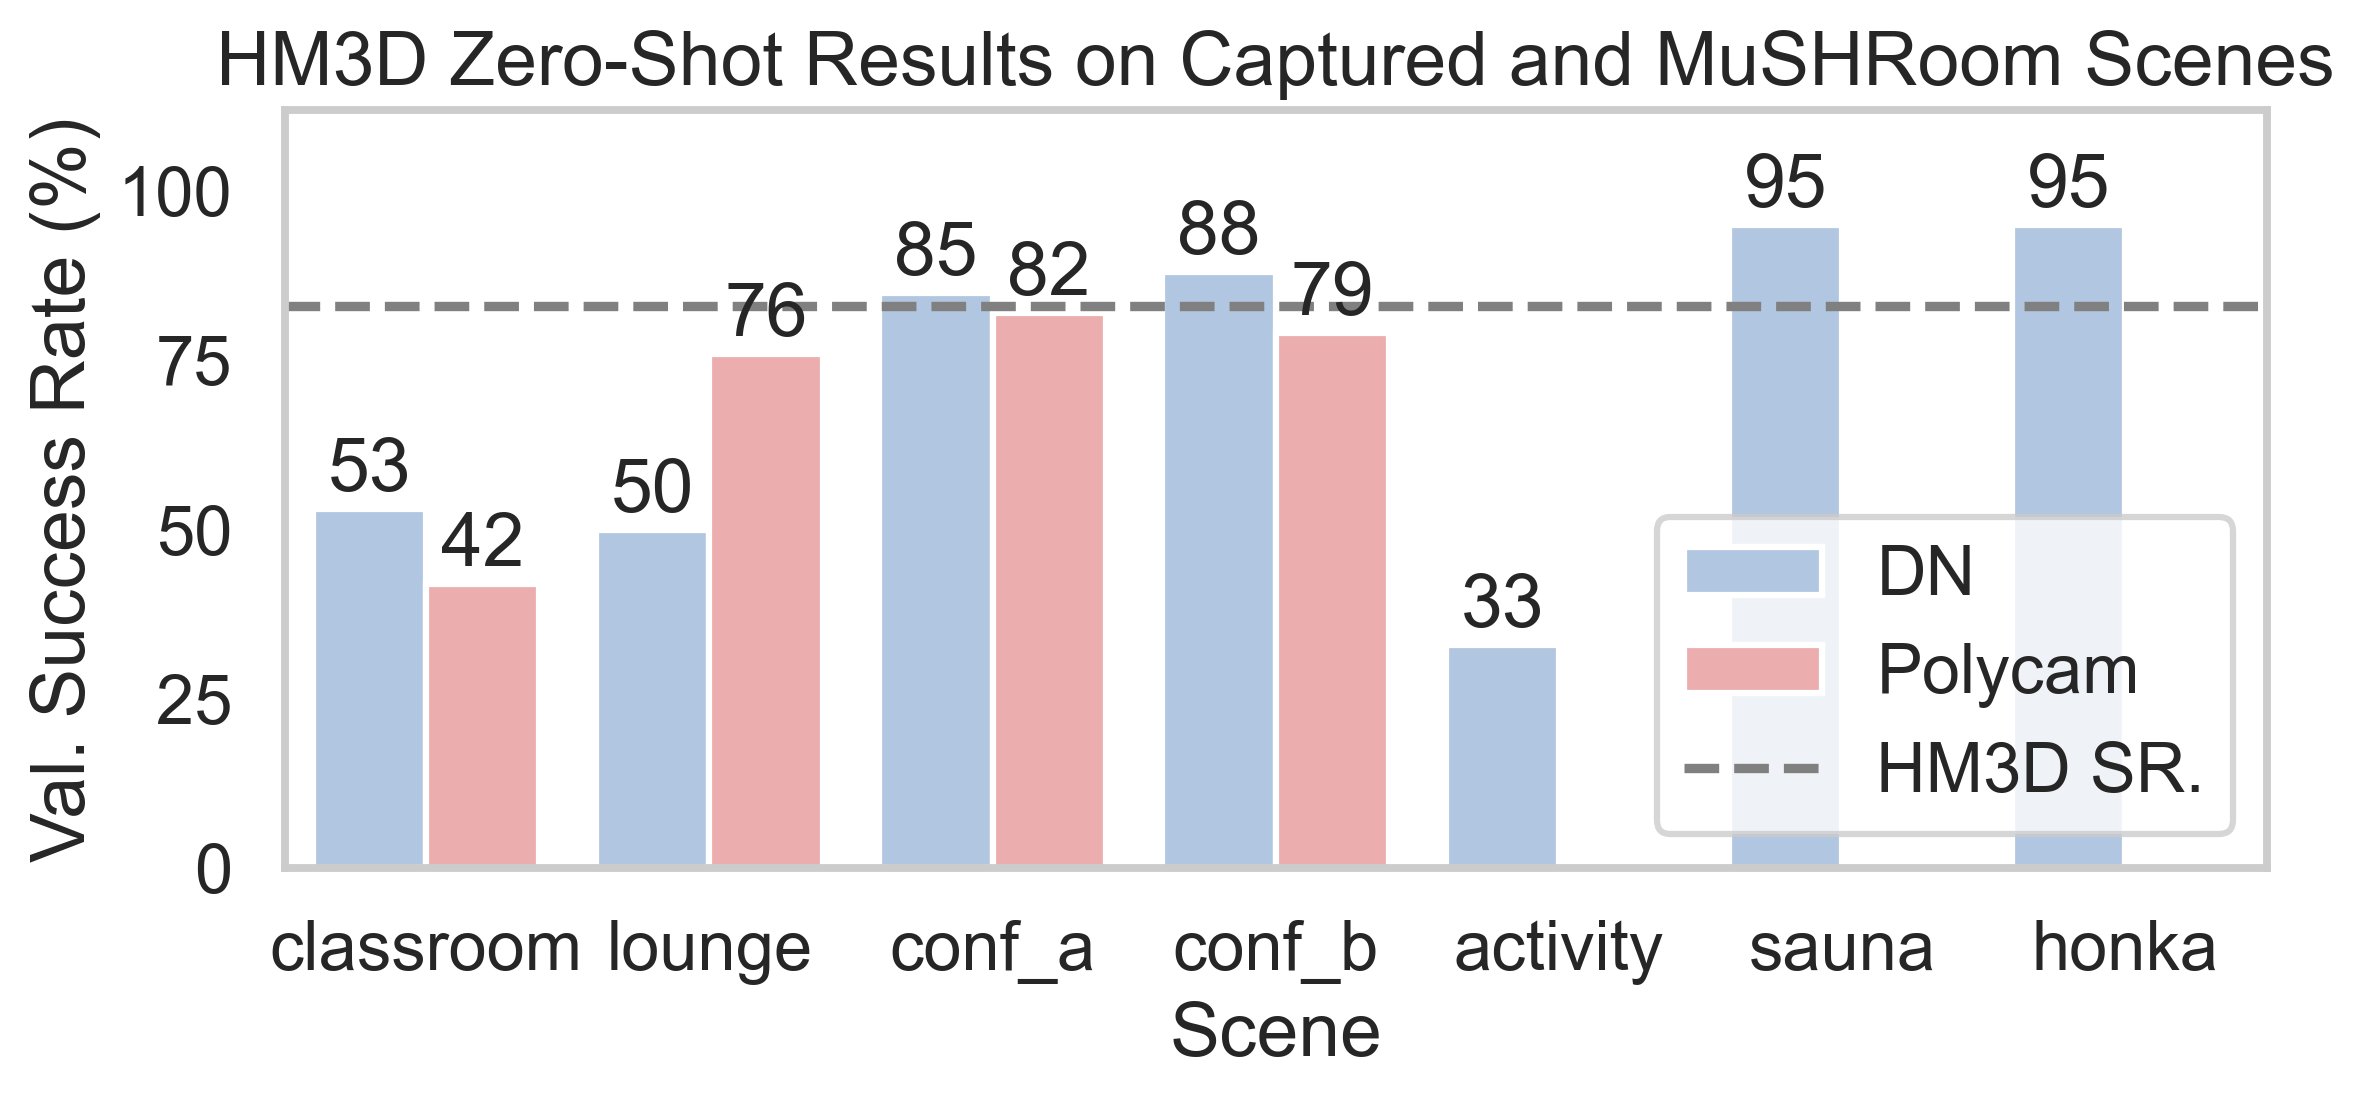 HM3D Zero-Shot Results on Captured and MuSHRoom Scenes
Val. Success Rate (%)
100
75
50
25
0
53
42
50
76
85
82
88
79
33
95
95
DN
Polycam
HM3D SR.
classroom
lounge
conf_a
conf_b
activity
sauna
honka
Scene